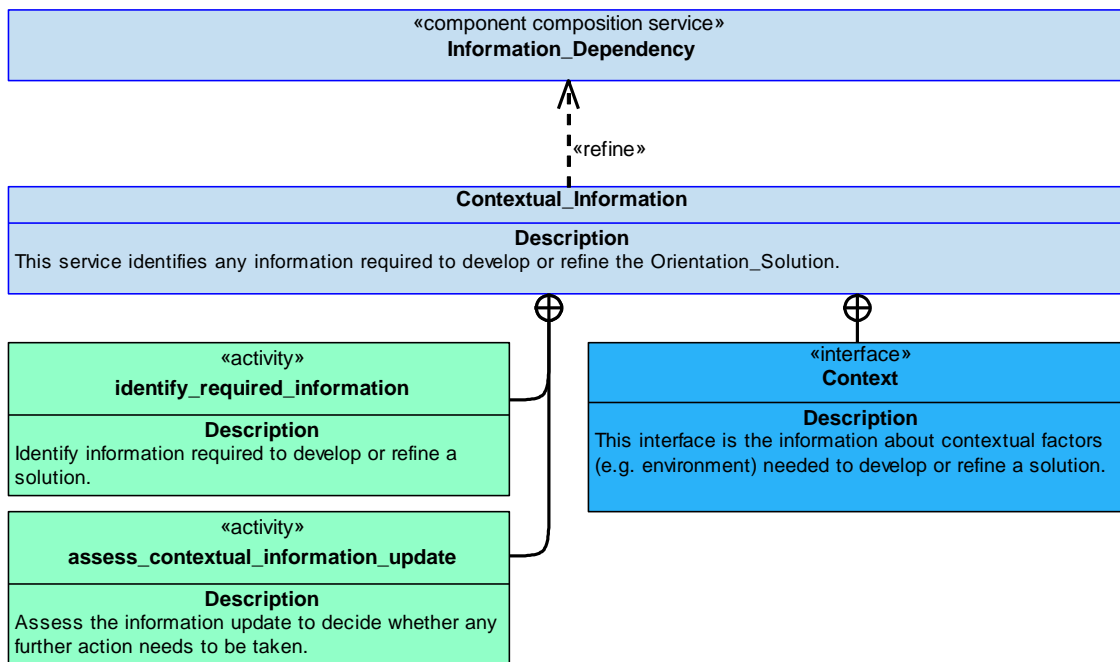 «component composition service»
Information_Dependency
«refine»
Contextual_Information
Description
This service identifies any information required to develop or refine the Orientation_Solution.
«activity»
identify_required_information
Description
Identify information required to develop or refine a
solution.
«interface»
Context
Description
This interface is the information about contextual factors
(e.g. environment) needed to develop or refine a solution.
«activity»
assess_contextual_information_update
Description
Assess the information update to decide whether any
further action needs to be taken.